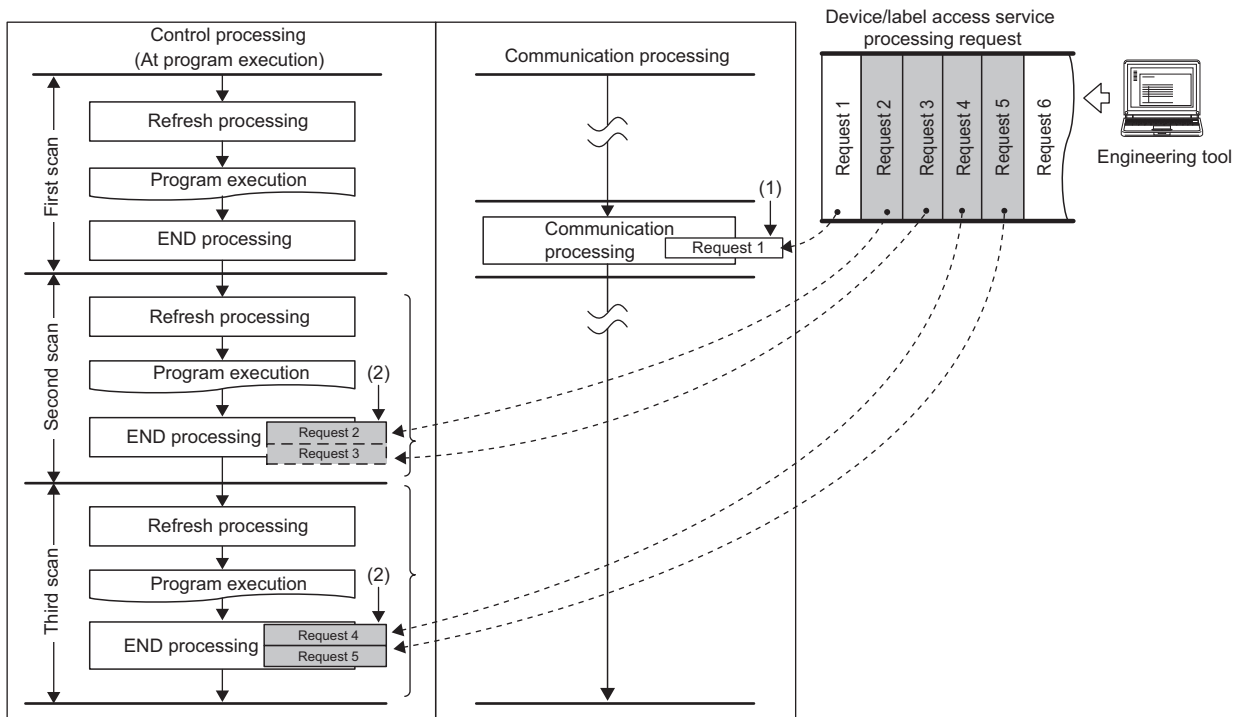 Control processing
(At program execution)
First scan
Refresh processing
Program execution
END processing
Second scan
Refresh processing
Program execution
(2)
END processing
Request 2
Request 3
Third scan
Refresh processing
Program execution
(2)
END processing
Request 4
Request 5
Communication processing
(1)
Communication
processing
Request 1
Device/label access service
processing request
Request 1
Request 2
Request 3
Request 4
Request 5
Request 6
Engineering tool